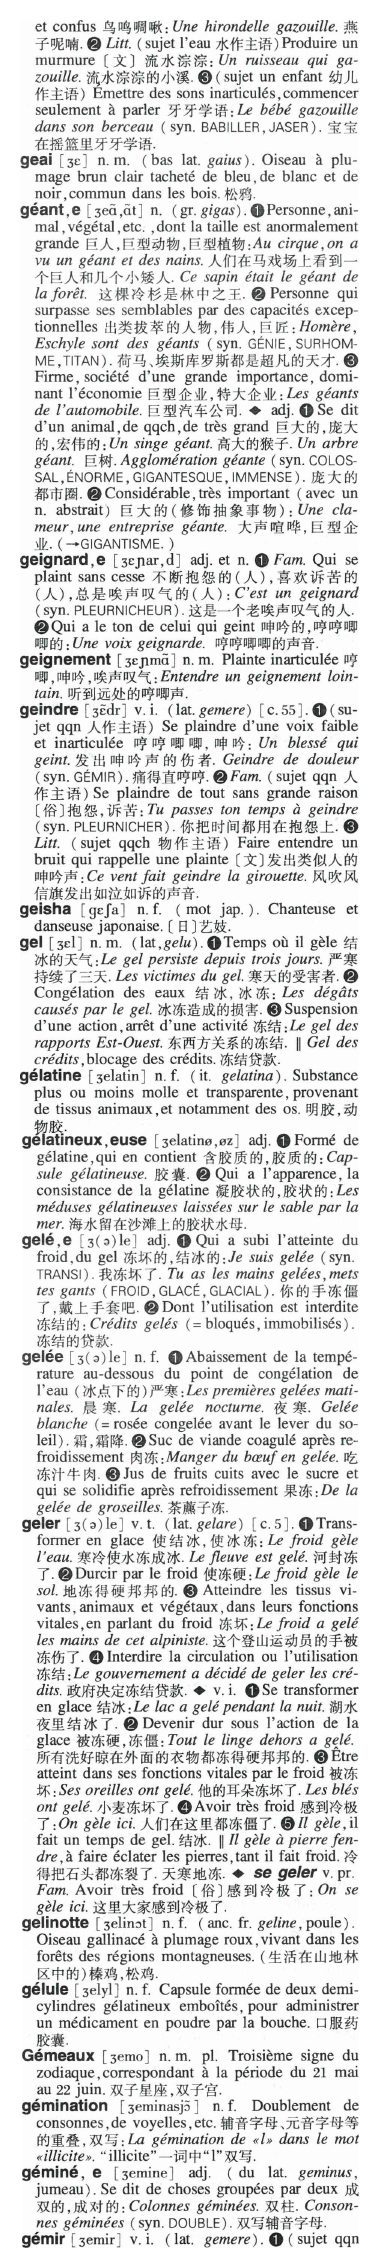 et confus 鸟鸣啁啾: Une hirondelle gazouille. 燕
子呢喃. ❷ Litt. (sujet l'eau 水作主语) Produire un
murmure〔文〕流水淙淙: Un ruisseau qui ga-
zouille. 流水淙淙的小溪. ❸ (sujet un enfant 幼儿
作主语) Émettre des sons inarticulés, commencer
seulement à parler 牙牙学语: Le bébé gazouille
dans son berceau (syn. BABILLER, JASER). 宝宝
在摇篮里牙牙学语.
geai [ʒɛ] n. m. (bas lat. gaius). Oiseau à plu-
mage brun clair tacheté de bleu, de blanc et de
noir, commun dans les bois. 松鸦.
géant, e [ʒeɑ̃, ɑ̃t] n. (gr. gigas). ❶ Personne, ani-
mal, végétal, etc., dont la taille est anormalement
grande 巨人, 巨型动物, 巨型植物: Au cirque, on a
vu un géant et des nains. 人们在马戏场上看到一
个巨人和几个小矮人. Ce sapin était le géant de
la forêt. 这棵冷杉是林中之王. ❷ Personne qui
surpasse ses semblables par des capacités excep-
tionnelles 出类拔萃的人物, 伟人, 巨匠: Homère,
Eschyle sont des géants (syn. GÉNIE, SURHOM-
ME, TITAN). 荷马、埃斯库罗斯都是超凡的天才. ❸
Firme, société d'une grande importance, domi-
nant l'économie 巨型企业, 特大企业: Les géants
de l'automobile. 巨型汽车公司. ◆ adj. ❶ Se dit
d'un animal, de qqch, de très grand 巨大的, 庞大
的, 宏伟的: Un singe géant. 高大的猴子. Un arbre
géant. 巨树. Agglomération géante (syn. COLOS-
SAL, ÉNORME, GIGANTESQUE, IMMENSE). 庞大的
都市圈. ❷ Considérable, très important (avec un
n. abstrait) 巨大的(修饰抽象事物): Une cla-
meur, une entreprise géante. 大声喧哗, 巨型企
业. (→GIGANTISME.)
geignard, e [ʒɛɲar, d] adj. et n. ❶ Fam. Qui se
plaint sans cesse 不断抱怨的(人), 喜欢诉苦的
(人), 总是唉声叹气的(人): C'est un geignard
(syn. PLEURNICHEUR). 这是一个老唉声叹气的人.
❷ Qui a le ton de celui qui geint 呻吟的, 哼哼唧
唧的: Une voix geignarde. 哼哼唧唧的声音.
geignement [ʒɛɲmɑ̃] n. m. Plainte inarticulée 哼
唧, 呻吟, 唉声叹气: Entendre un geignement loin-
tain. 听到远处的哼唧声.
geindre [ʒɛ̃dr] v. i. (lat. gemere) [c. 55]. ❶ (su-
jet qqn 人作主语) Se plaindre d'une voix faible
et inarticulée 哼哼唧唧, 呻吟: Un blessé qui
geint. 发出呻吟声的伤者. Geindre de douleur
(syn. GÉMIR). 痛得直哼哼. ❷ Fam. (sujet qqn 人
作主语) Se plaindre de tout sans grande raison
〔俗〕抱怨, 诉苦: Tu passes ton temps à geindre
(syn. PLEURNICHER). 你把时间都用在抱怨上. ❸
Litt. (sujet qqch 物作主语) Faire entendre un
bruit qui rappelle une plainte〔文〕发出类似人的
呻吟声: Ce vent fait geindre la girouette. 风吹风
信旗发出如泣如诉的声音.
geisha [gɛʃa] n. f. (mot jap.). Chanteuse et
danseuse japonaise.〔日〕艺妓.
gel [ʒɛl] n. m. (lat, gelu). ❶ Temps où il gèle 结
冰的天气: Le gel persiste depuis trois jours. 严寒
持续了三天. Les victimes du gel. 寒天的受害者. ❷
Congélation des eaux 结冰, 冰冻: Les dégâts
causés par le gel. 冰冻造成的损害. ❸ Suspension
d'une action, arrêt d'une activité 冻结: Le gel des
rapports Est-Ouest. 东西方关系的冻结. ‖ Gel des
crédits, blocage des crédits. 冻结贷款.
gélatine [ʒelatin] n. f. (it. gelatina). Substance
plus ou moins molle et transparente, provenant
de tissus animaux, et notamment des os. 明胶, 动
物胶.
gélatineux, euse [ʒelatinø, øz] adj. ❶ Formé de
gélatine, qui en contient 含胶质的, 胶质的: Cap-
sule gélatineuse. 胶囊. ❷ Qui a l'apparence, la
consistance de la gélatine 凝胶状的, 胶状的: Les
méduses gélatineuses laissées sur le sable par la
mer. 海水留在沙滩上的胶状水母.
gelé, e [ʒ(ə)le] adj. ❶ Qui a subi l'atteinte du
froid, du gel 冻坏的, 结冰的: Je suis gelée (syn.
TRANSI). 我冻坏了. Tu as les mains gelées, mets
tes gants (FROID, GLACÉ, GLACIAL). 你的手冻僵
了, 戴上手套吧. ❷ Dont l'utilisation est interdite
冻结的: Crédits gelés (= bloqués, immobilisés).
冻结的贷款.
gelée [ʒ(ə)le] n. f. ❶ Abaissement de la tempé-
rature au-dessous du point de congélation de
l'eau (冰点下的)严寒: Les premières gelées mati-
nales. 晨寒. La gelée nocturne. 夜寒. Gelée
blanche (= rosée congelée avant le lever du so-
leil). 霜, 霜降. ❷ Suc de viande coagulé après re-
froidissement 肉冻: Manger du bœuf en gelée. 吃
冻汁牛肉. ❸ Jus de fruits cuits avec le sucre et
qui se solidifie après refroidissement 果冻: De la
gelée de groseilles. 茶藨子冻.
geler [ʒ(ə)le] v. t. (lat. gelare) [c. 5]. ❶ Trans-
former en glace 使结冰, 使冰冻: Le froid gèle
l'eau. 寒冷使水冻成冰. Le fleuve est gelé. 河封冻
了. ❷ Durcir par le froid 使冻硬: Le froid gèle le
sol. 地冻得硬邦邦的. ❸ Atteindre les tissus vi-
vants, animaux et végétaux, dans leurs fonctions
vitales, en parlant du froid 冻坏: Le froid a gelé
les mains de cet alpiniste. 这个登山运动员的手被
冻伤了. ❹ Interdire la circulation ou l'utilisation
冻结: Le gouvernement a décidé de geler les cré-
dits. 政府决定冻结贷款. ◆ v. i. ❶ Se transformer
en glace 结冰: Le lac a gelé pendant la nuit. 湖水
夜里结冰了. ❷ Devenir dur sous l'action de la
glace 被冻硬, 冻僵: Tout le linge dehors a gelé.
所有洗好晾在外面的衣物都冻得硬邦邦的. ❸ Être
atteint dans ses fonctions vitales par le froid 被冻
坏: Ses oreilles ont gelé. 他的耳朵冻坏了. Les blés
ont gelé. 小麦冻坏了. ❹ Avoir très froid 感到冷极
了: On gèle ici. 人们在这里都冻僵了. ❺ Il gèle, il
fait un temps de gel. 结冰. ‖ Il gèle à pierre fen-
dre, à faire éclater les pierres, tant il fait froid. 冷
得把石头都冻裂了. 天寒地冻. ◆ se geler v. pr.
Fam. Avoir très froid〔俗〕感到冷极了: On se
gèle ici. 这里大家感到冷极了.
gelinotte [ʒelinɔt] n. f. (anc. fr. geline, poule).
Oiseau gallinacé à plumage roux, vivant dans les
forêts des régions montagneuses. (生活在山地林
区中的)榛鸡, 松鸡.
gélule [ʒelyl] n. f. Capsule formée de deux demi-
cylindres gélatineux emboîtés, pour administrer
un médicament en poudre par la bouche. 口服药
胶囊.
Gémeaux [ʒemo] n. m. pl. Troisième signe du
zodiaque, correspondant à la période du 21 mai
au 22 juin. 双子星座, 双子宫.
gémination [ʒeminasjɔ̃] n. f. Doublement de
consonnes, de voyelles, etc. 辅音字母、元音字母等
的重叠, 双写: La gémination de «l» dans le mot
«illicite». “illicite”一词中“l”双写.
géminé, e [ʒemine] adj. (du lat. geminus,
jumeau). Se dit de choses groupées par deux 成
双的, 成对的: Colonnes géminées. 双柱. Conson-
nes géminées (syn. DOUBLE). 双写辅音字母.
gémir [ʒemir] v. i. (lat. gemere). ❶ (sujet qqn